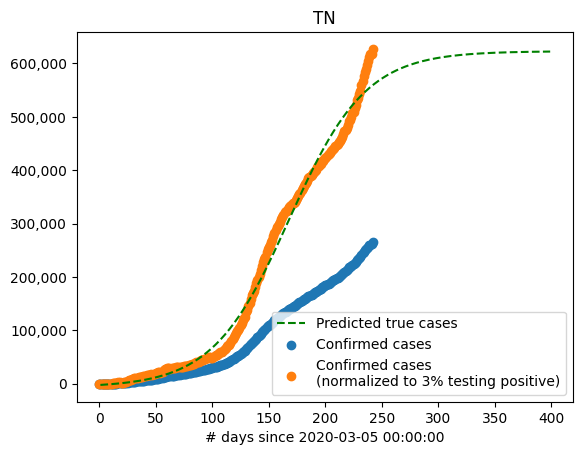 TN
600,000
500,000
400,000
300,000
200,000
100,000
0
Predicted true cases
Confirmed cases
Confirmed cases
(normalized to 3% testing positive)
0 50 100 150 200 250 300 350 400
# days since 2020-03-05 00:00:00